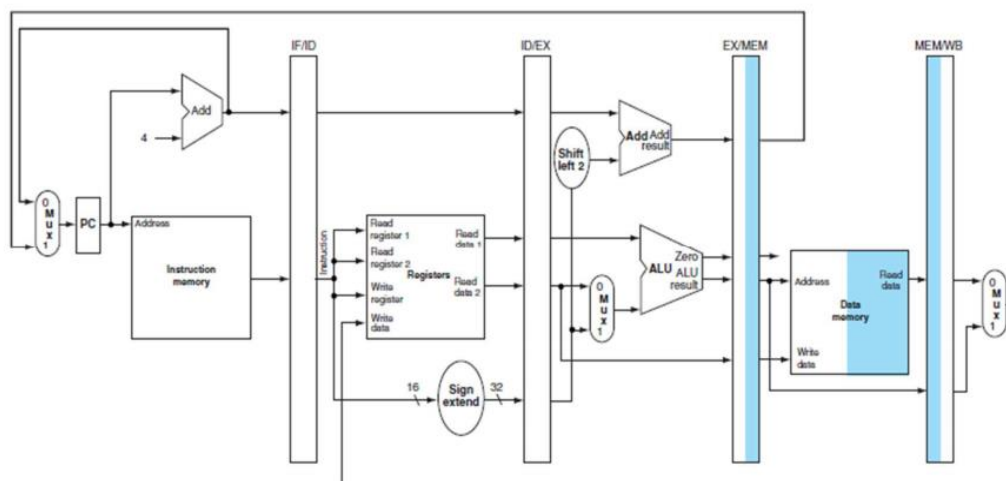 IF/ID
ID/EX
EX/MEM
MEM/WB
Add
4
Shift
left 2
Add Add
result
0
M
u
x
1
PC
Address
Instruction
memory
Instruction
Read
register 1
Read
register 2
Write
register
Write
data
Registers
Read
data 1
Read
data 2
0
M
u
x
1
Zero
ALU ALU
result
Address
Write
data
Data
memory
Read
data
0
M
u
x
1
16
Sign
extend
32